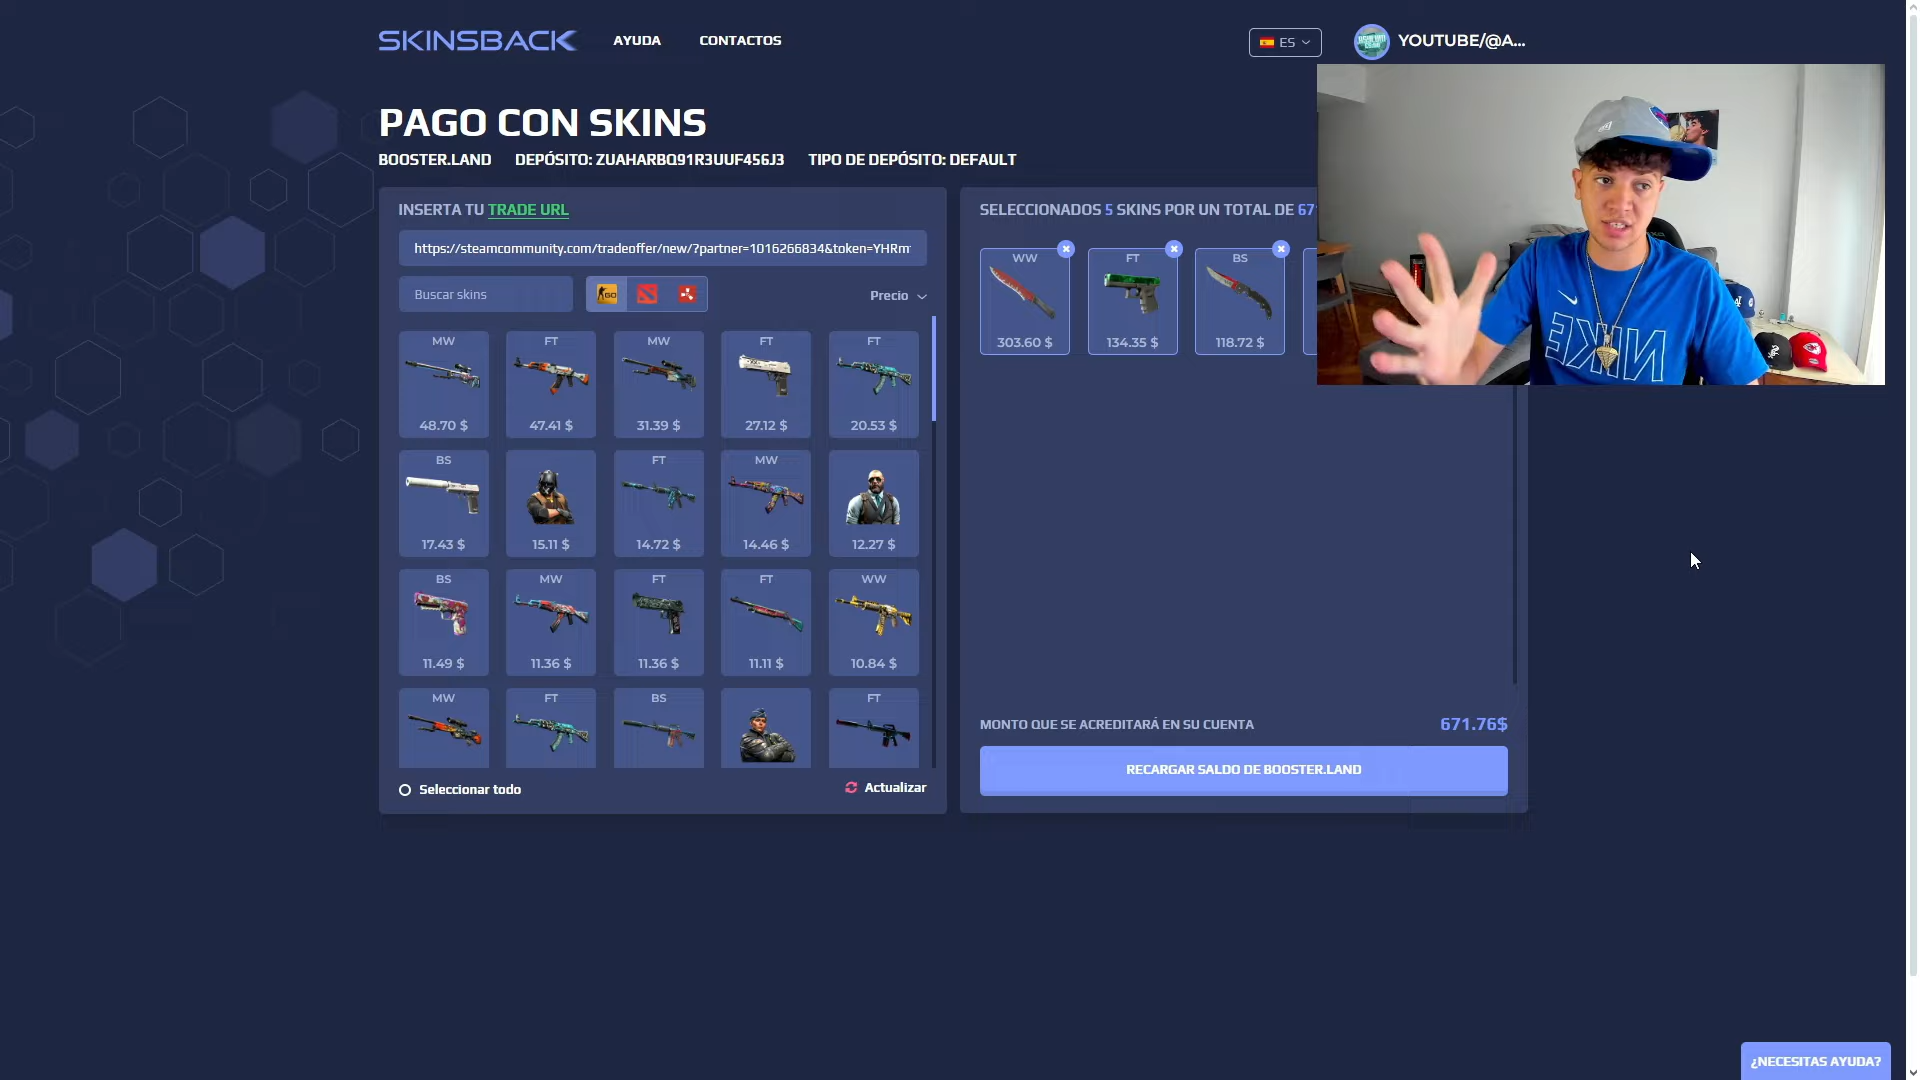 SKINSBACK
AYUDA
CONTACTOS
ES
YOUTUBE/@A...
PAGO CON SKINS
BOOSTER.LAND DEPÓSITO: ZUAHARBQ91R3UUF456J3 TIPO DE DEPÓSITO: DEFAULT
INSERTA TU TRADE URL
https://steamcommunity.com/tradeoffer/new/?partner=1016266834&token=YHRm
Buscar skins
GO
Precio
MW FT MW FT FT
48.70 $ 47.41 $ 31.39 $ 27.12 $ 20.53 $
BS FT MW
17.43 $ 15.11 $ 14.72 $ 14.46 $ 12.27 $
BS MW FT FT WW
11.49 $ 11.36 $ 11.36 $ 11.11 $ 10.84 $
MW FT BS FT
Seleccionar todo
Actualizar
SELECCIONADOS 5 SKINS POR UN TOTAL DE 67
WW FT BS
303.60 $ 134.35 $ 118.72 $
NIKE
MONTO QUE SE ACREDITARÁ EN SU CUENTA
671.76$
RECARGAR SALDO DE BOOSTER.LAND
¿NECESITAS AYUDA?